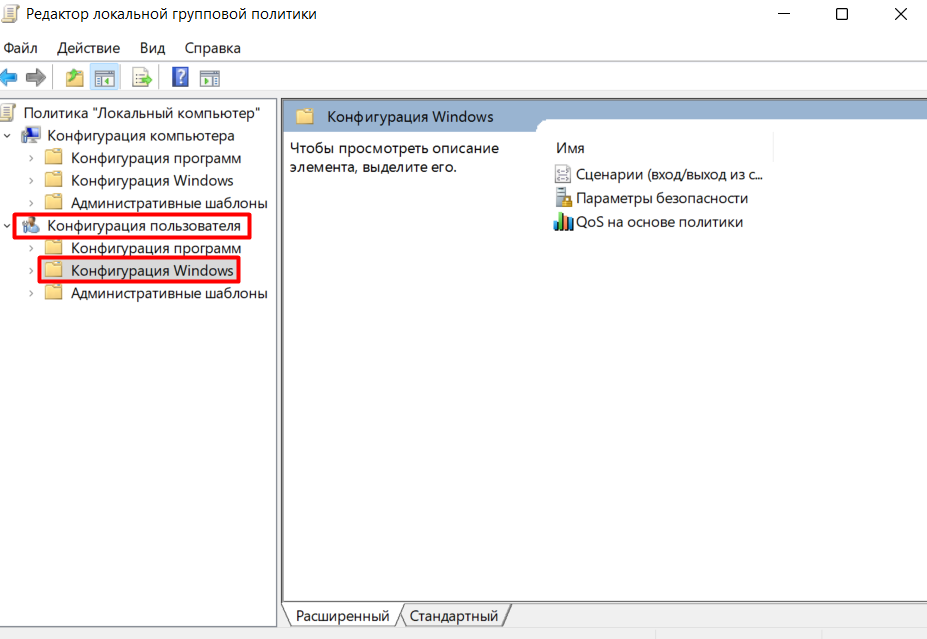 Редактор локальной групповой политики
Файл Действие Вид Справка
Политика "Локальный компьютер"
Конфигурация компьютера
Конфигурация программ
Конфигурация Windows
Административные шаблоны
Конфигурация пользователя
Конфигурация программ
Конфигурация Windows
Административные шаблоны
Конфигурация Windows
Чтобы просмотреть описание
элемента, выделите его.
Имя
Сценарии (вход/выход из с...
Параметры безопасности
QoS на основе политики
Расширенный Стандартный